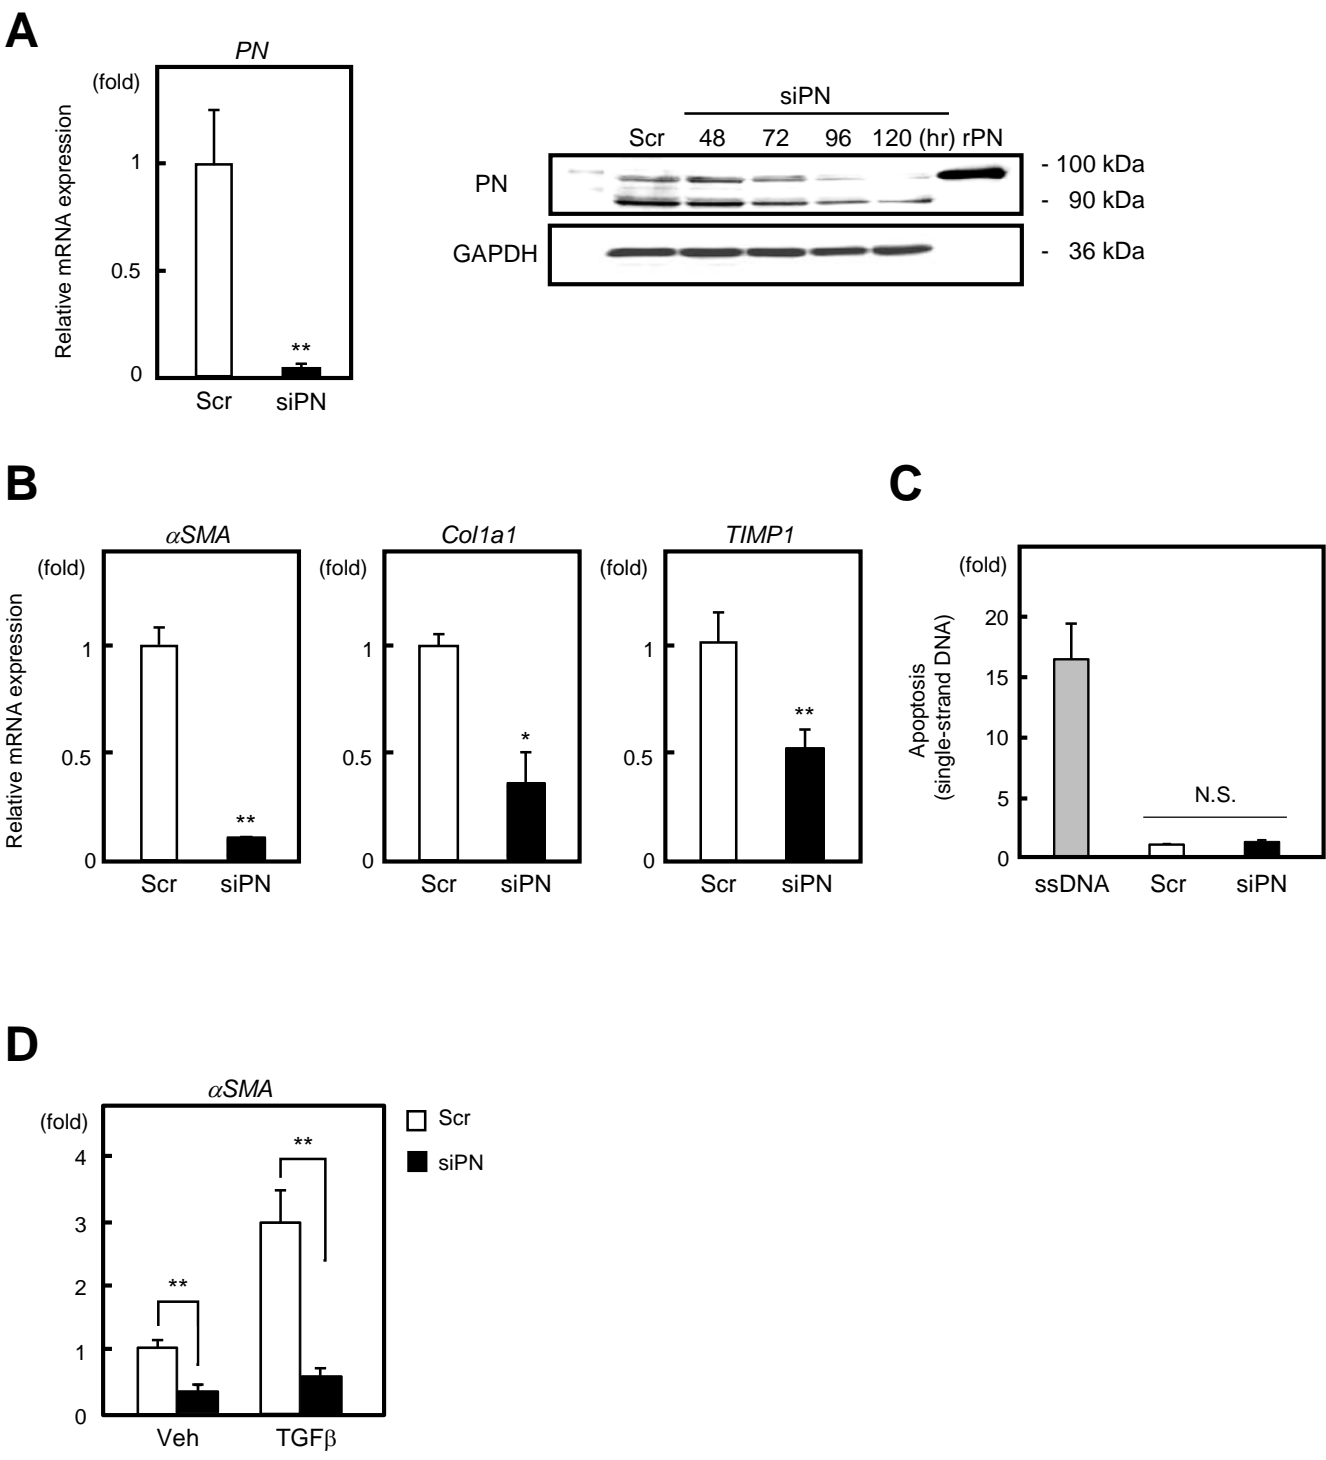 A
PN
(fold)
Relative mRNA expression
1
0.5
0
**
Scr siPN
siPN
Scr 48 72 96 120 (hr) rPN
PN
- 100 kDa
- 90 kDa
GAPDH
- 36 kDa
B
αSMA
(fold)
Relative mRNA expression
1
0.5
0
**
Scr siPN
Col1a1
(fold)
1
0.5
0
*
Scr siPN
TIMP1
(fold)
1
0.5
0
**
Scr siPN
C
(fold)
Apoptosis
(single-strand DNA)
20
15
10
5
0
N.S.
ssDNA Scr siPN
D
αSMA
(fold)
4
3
2
1
0
**
**
Veh TGFβ
Scr
siPN